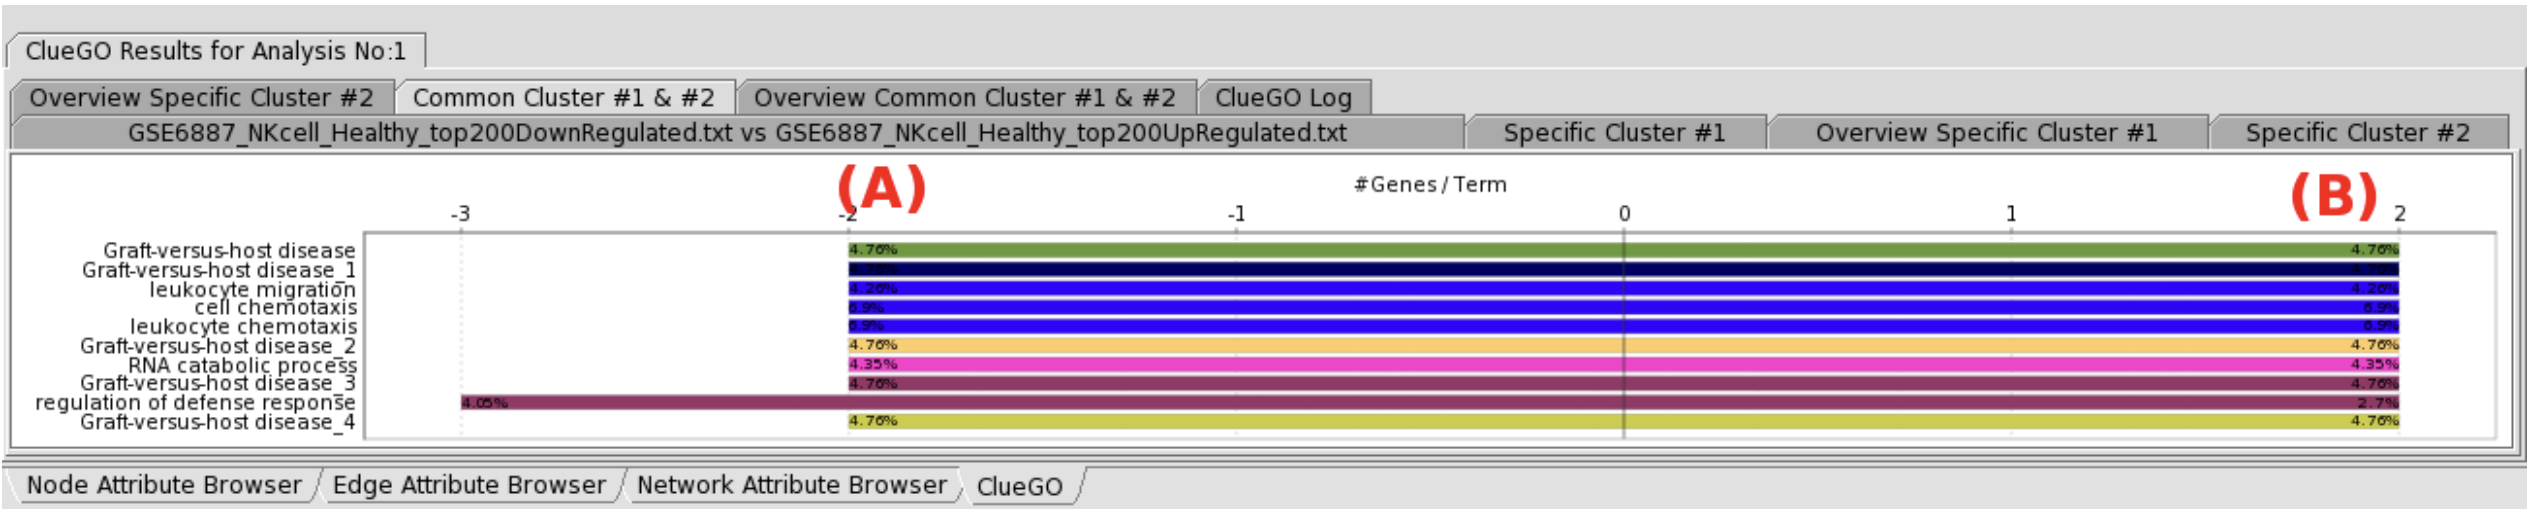 ClueGO Results for Analysis No:1
Overview Specific Cluster #2 Common Cluster #1 & #2 Overview Common Cluster #1 & #2 ClueGO Log
GSE6887_NKcell_Healthy_top200DownRegulated.txt vs GSE6887_NKcell_Healthy_top200UpRegulated.txt Specific Cluster #1 Overview Specific Cluster #1 Specific Cluster #2
(A) (B)
#Genes / Term
-3 -2 -1 0 1 2
Graft-versus-host disease 4.76% 4.76%
Graft-versus-host disease_1
leukocyte migration 4.26% 4.26%
cell chemotaxis 6.9% 6.9%
leukocyte chemotaxis 6.9% 6.9%
Graft-versus-host disease_2 4.76% 4.76%
RNA catabolic process 4.35% 4.35%
Graft-versus-host disease_3 4.76% 4.76%
regulation of defense response 4.05% 2.7%
Graft-versus-host disease_4 4.76% 4.76%
Node Attribute Browser Edge Attribute Browser Network Attribute Browser ClueGO